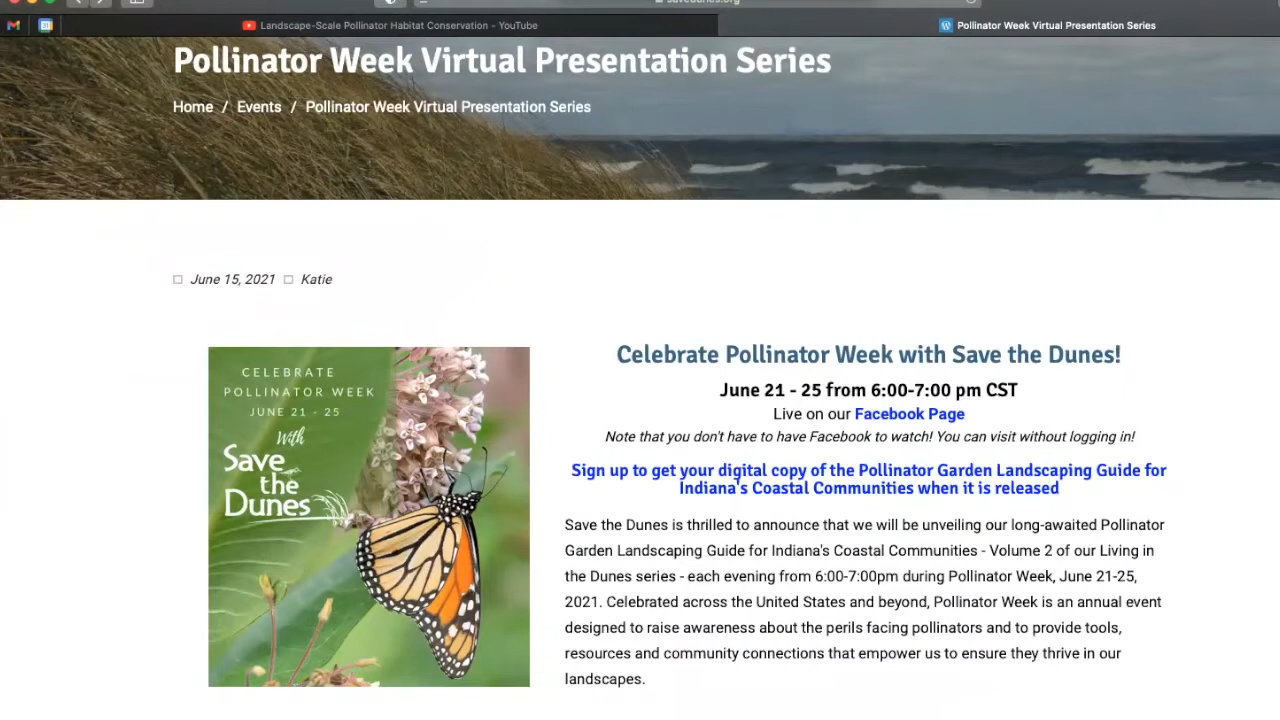 savedunes.org
Landscape-Scale Pollinator Habitat Conservation - YouTube
Pollinator Week Virtual Presentation Series
Pollinator Week Virtual Presentation Series
Home / Events / Pollinator Week Virtual Presentation Series
June 15, 2021 Katie
CELEBRATE
POLLINATOR WEEK
JUNE 21 - 25
With
Save
the
Dunes
Celebrate Pollinator Week with Save the Dunes!
June 21 - 25 from 6:00-7:00 pm CST
Live on our Facebook Page
Note that you don't have to have Facebook to watch! You can visit without logging in!
Sign up to get your digital copy of the Pollinator Garden Landscaping Guide for
Indiana's Coastal Communities when it is released
Save the Dunes is thrilled to announce that we will be unveiling our long-awaited Pollinator
Garden Landscaping Guide for Indiana's Coastal Communities - Volume 2 of our Living in
the Dunes series - each evening from 6:00-7:00pm during Pollinator Week, June 21-25,
2021. Celebrated across the United States and beyond, Pollinator Week is an annual event
designed to raise awareness about the perils facing pollinators and to provide tools,
resources and community connections that empower us to ensure they thrive in our
landscapes.